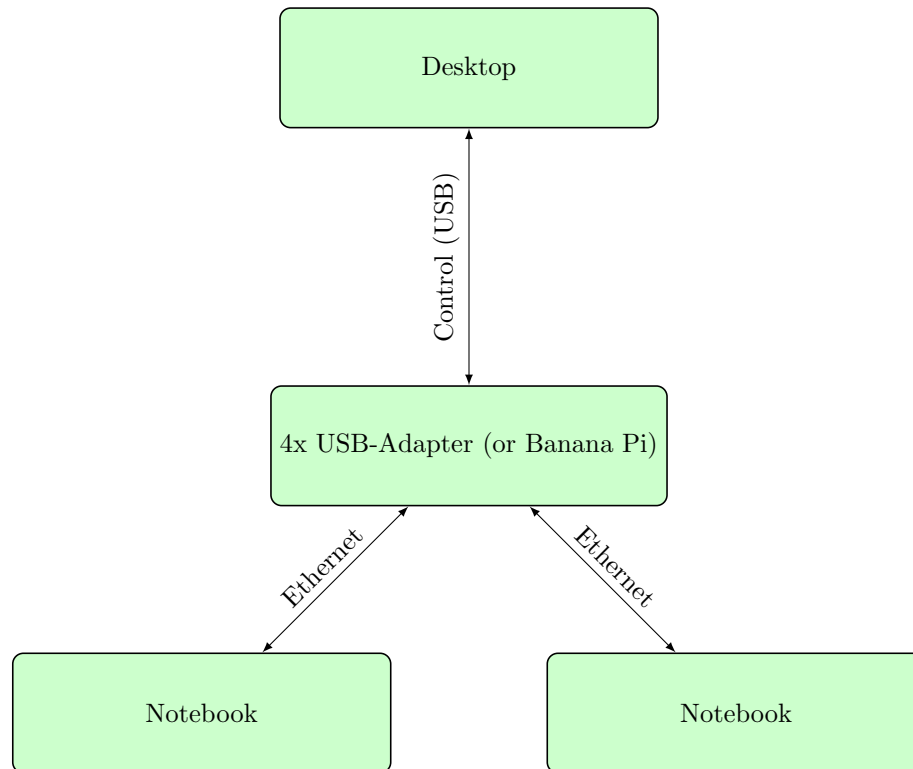 Desktop
Control (USB)
4x USB-Adapter (or Banana Pi)
Ethernet
Ethernet
Notebook
Notebook